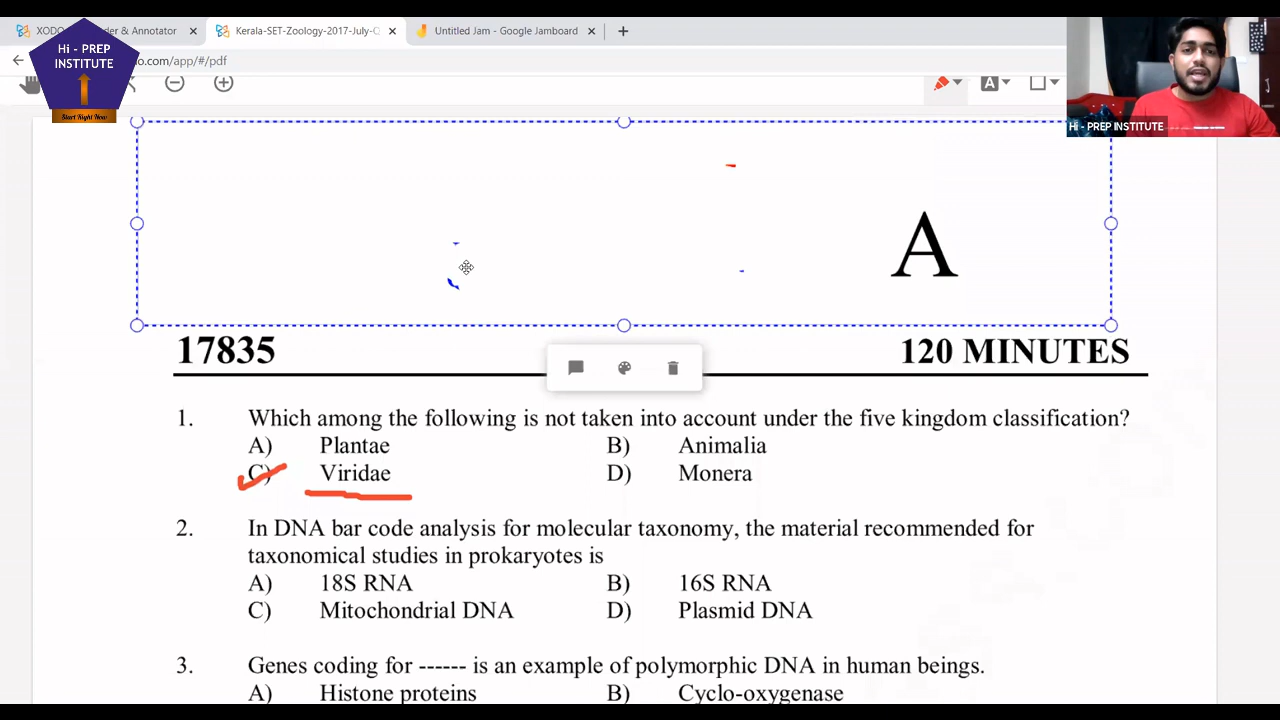 XODO
der & Annotator
Kerala-SET-Zoology-2017-July-
Untitled Jam - Google Jamboard
Hi - PREP
INSTITUTE
Start Right Now
o.com/app/#/pdf
A
Hi - PREP INSTITUTE
A
17835
120 MINUTES
1. Which among the following is not taken into account under the five kingdom classification?
A) Plantae B) Animalia
C) Viridae D) Monera
2. In DNA bar code analysis for molecular taxonomy, the material recommended for
taxonomical studies in prokaryotes is
A) 18S RNA B) 16S RNA
C) Mitochondrial DNA D) Plasmid DNA
3. Genes coding for ------ is an example of polymorphic DNA in human beings.
A) Histone proteins B) Cyclo-oxygenase